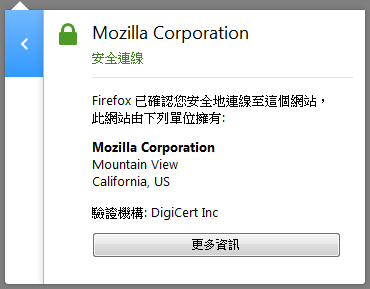 Mozilla Corporation
安全連線
Firefox 已確認您安全地連線至這個網站，
此網站由下列單位擁有:
Mozilla Corporation
Mountain View
California, US
驗證機構: DigiCert Inc
更多資訊